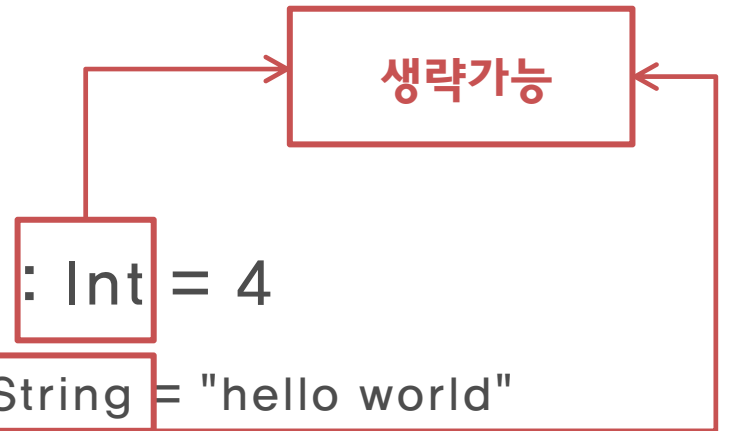 생략가능
: Int = 4
String = "hello world"